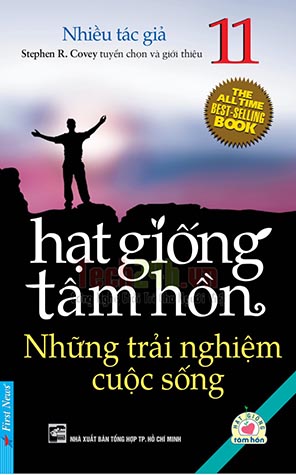 Nhiều tác giả
Stephen R. Covey tuyển chọn và giới thiệu
11
THE
ALL TIME
BEST-SELLING
BOOK
hạt giống
tâm hồn
Những trải nghiệm
cuộc sống
First News
NHÀ XUẤT BẢN TỔNG HỢP TP. HỒ CHÍ MINH
HẠT GIỐNG
tâm hồn